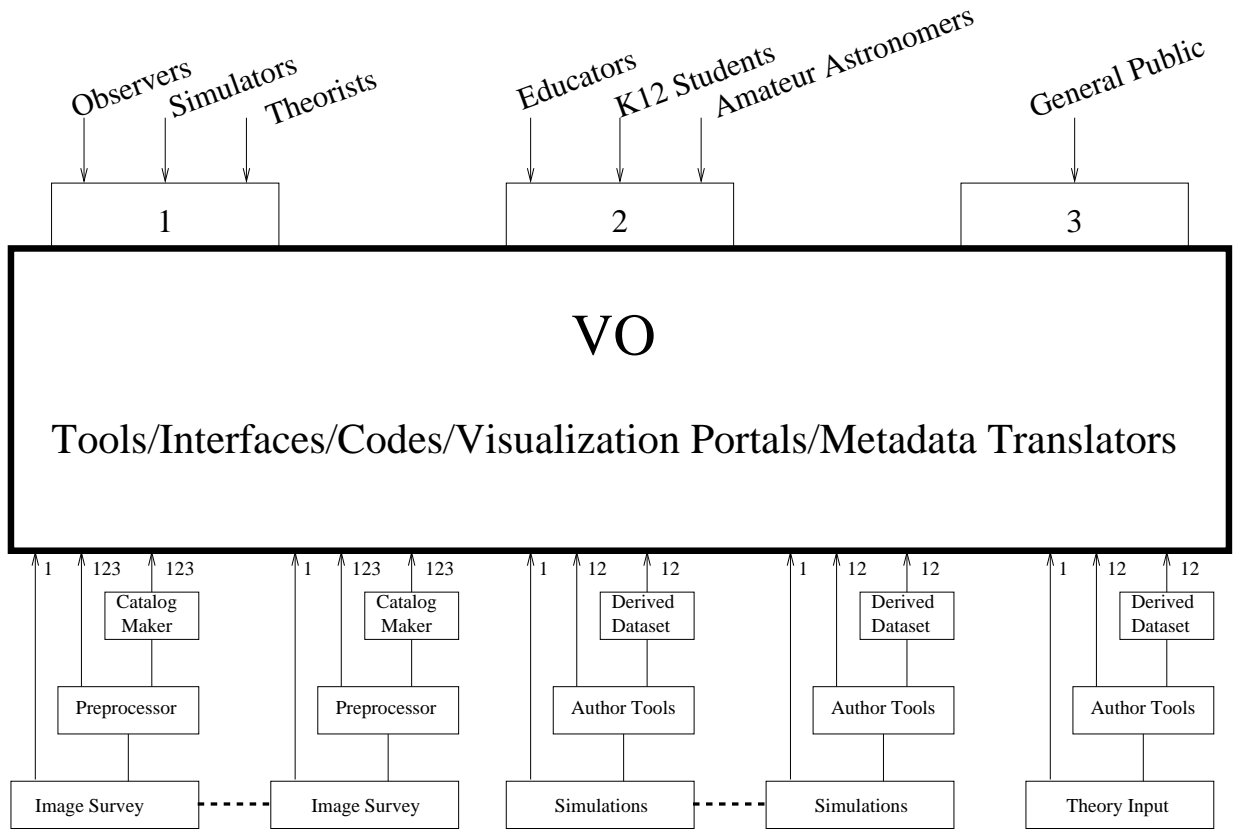 Observers
Simulators
Theorists
Educators
K12 Students
Amateur Astronomers
General Public
1
2
3
VO
Tools/Interfaces/Codes/Visualization Portals/Metadata Translators
1 123 123 1 123 123 1 12 12 1 12 12 1 12 12
Catalog
Maker
Catalog
Maker
Derived
Dataset
Derived
Dataset
Derived
Dataset
Preprocessor
Preprocessor
Author Tools
Author Tools
Author Tools
Image Survey
Image Survey
Simulations
Simulations
Theory Input